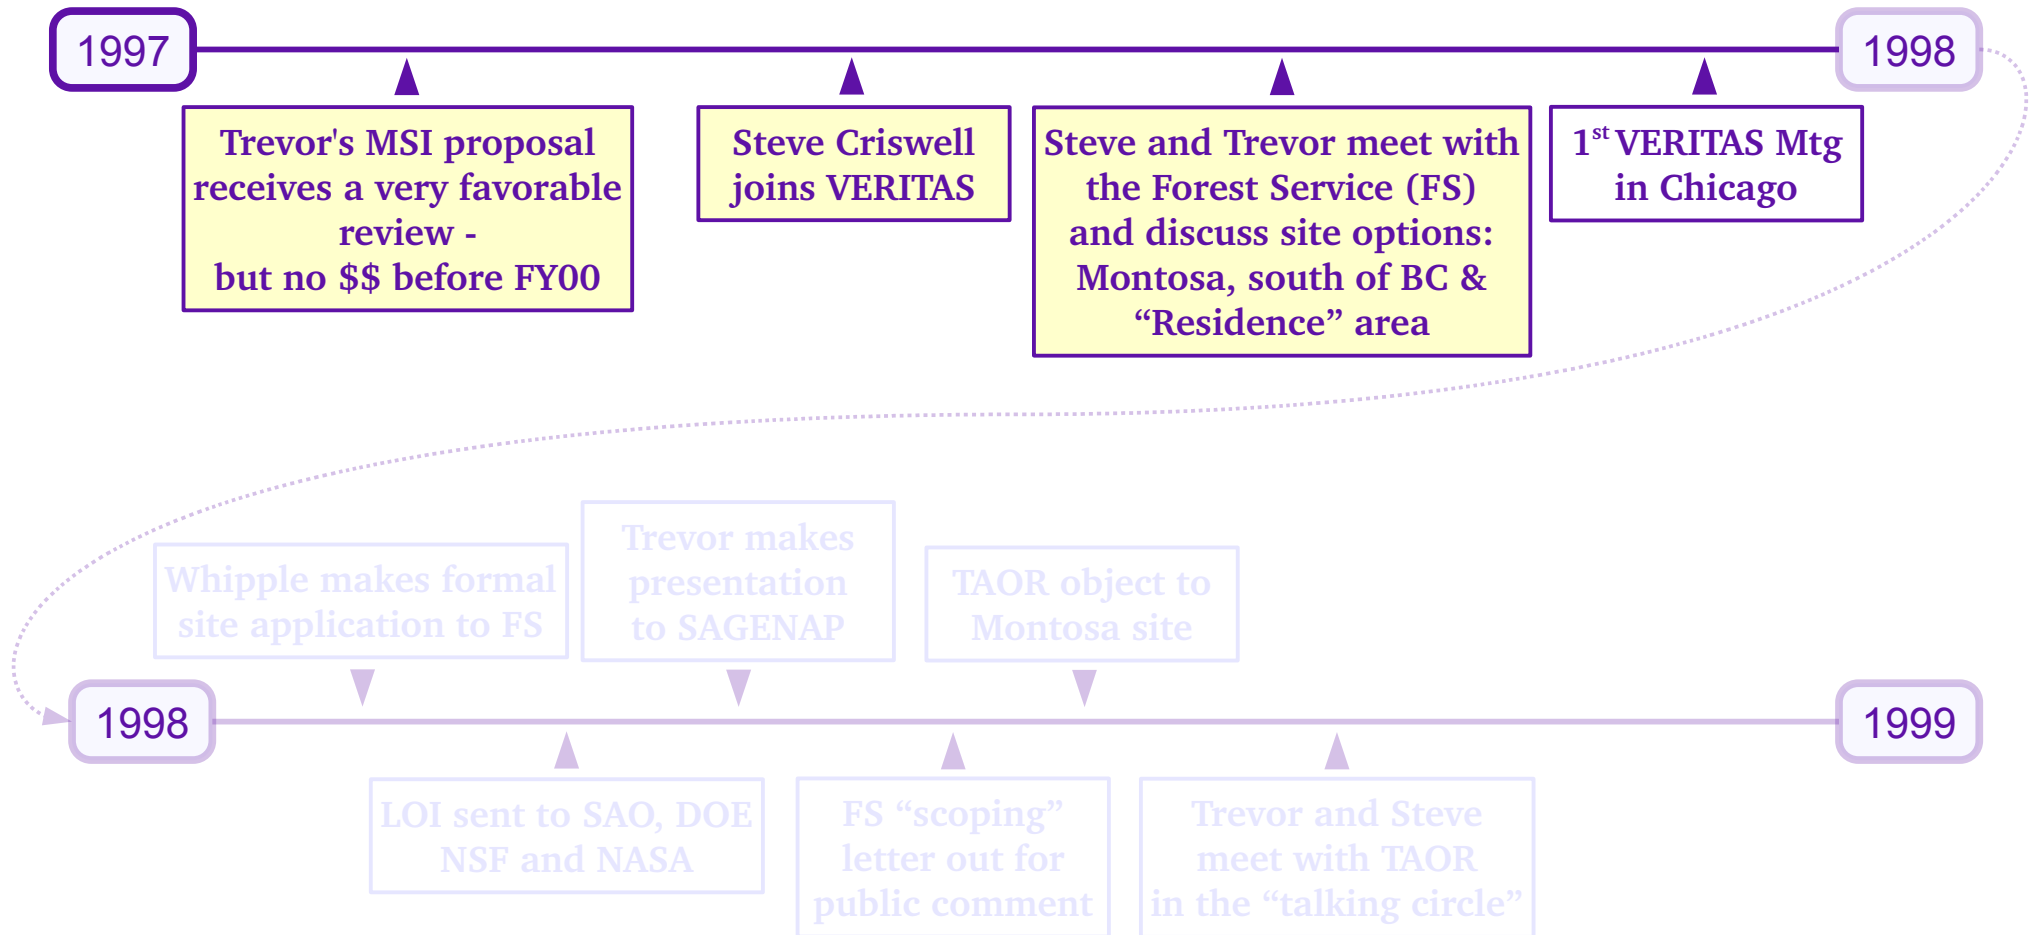 1997
1998
Trevor's MSI proposal
receives a very favorable
review -
but no $$ before FY00
Steve Criswell
joins VERITAS
Steve and Trevor meet with
the Forest Service (FS)
and discuss site options:
Montosa, south of BC &
“Residence” area
1st VERITAS Mtg
in Chicago
Whipple makes formal
site application to FS
Trevor makes
presentation
to SAGENAP
TAOR object to
Montosa site
1998
1999
LOI sent to SAO, DOE
NSF and NASA
FS “scoping”
letter out for
public comment
Trevor and Steve
meet with TAOR
in the “talking circle”